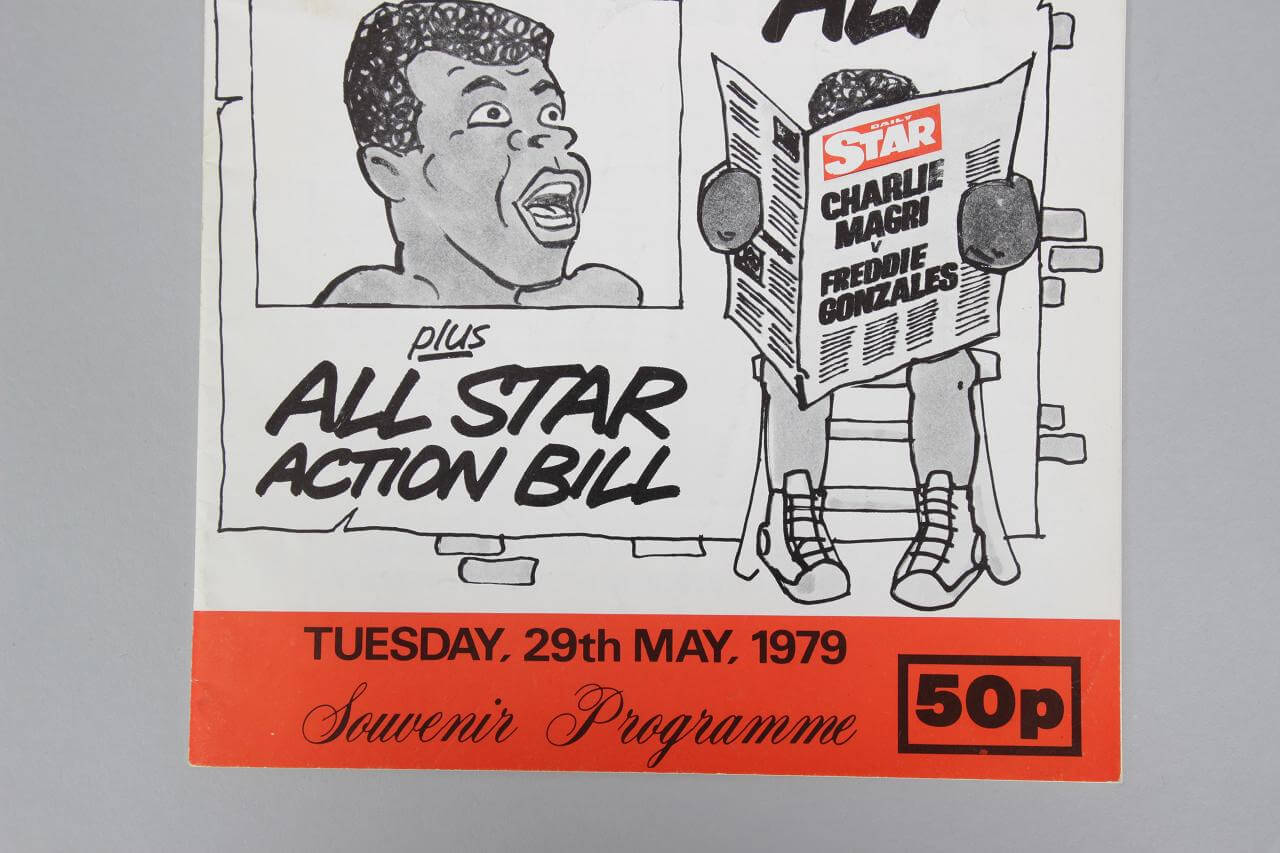 ALI
DAILY
STAR
CHARLIE
MAGRI
V
FREDDIE
GONZALES
plus
ALL STAR
ACTION BILL
TUESDAY, 29th MAY, 1979
Souvenir Programme
50p